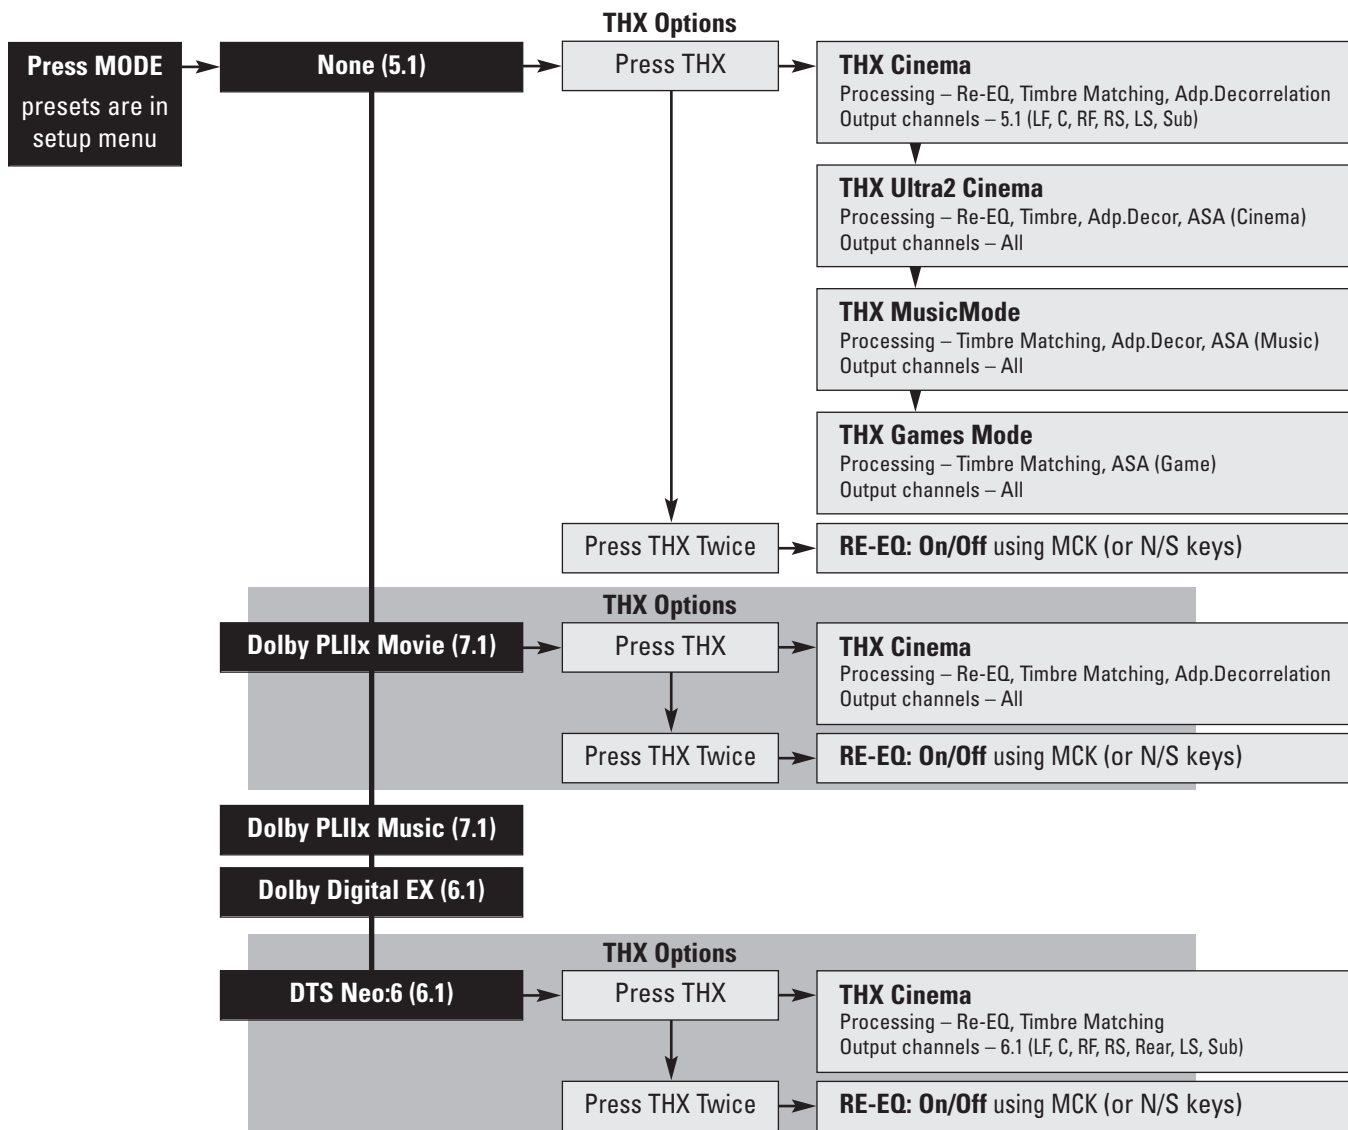 THX Options
Press MODE
presets are in
setup menu
None (5.1)
Press THX
THX Cinema
Processing – Re-EQ, Timbre Matching, Adp.Decorrelation
Output channels – 5.1 (LF, C, RF, RS, LS, Sub)
THX Ultra2 Cinema
Processing – Re-EQ, Timbre, Adp.Decor, ASA (Cinema)
Output channels – All
THX MusicMode
Processing – Timbre Matching, Adp.Decor, ASA (Music)
Output channels – All
THX Games Mode
Processing – Timbre Matching, ASA (Game)
Output channels – All
Press THX Twice
RE-EQ: On/Off using MCK (or N/S keys)
THX Options
Dolby PLIIx Movie (7.1)
Press THX
THX Cinema
Processing – Re-EQ, Timbre Matching, Adp.Decorrelation
Output channels – All
Press THX Twice
RE-EQ: On/Off using MCK (or N/S keys)
Dolby PLIIx Music (7.1)
Dolby Digital EX (6.1)
THX Options
DTS Neo:6 (6.1)
Press THX
THX Cinema
Processing – Re-EQ, Timbre Matching
Output channels – 6.1 (LF, C, RF, RS, Rear, LS, Sub)
Press THX Twice
RE-EQ: On/Off using MCK (or N/S keys)